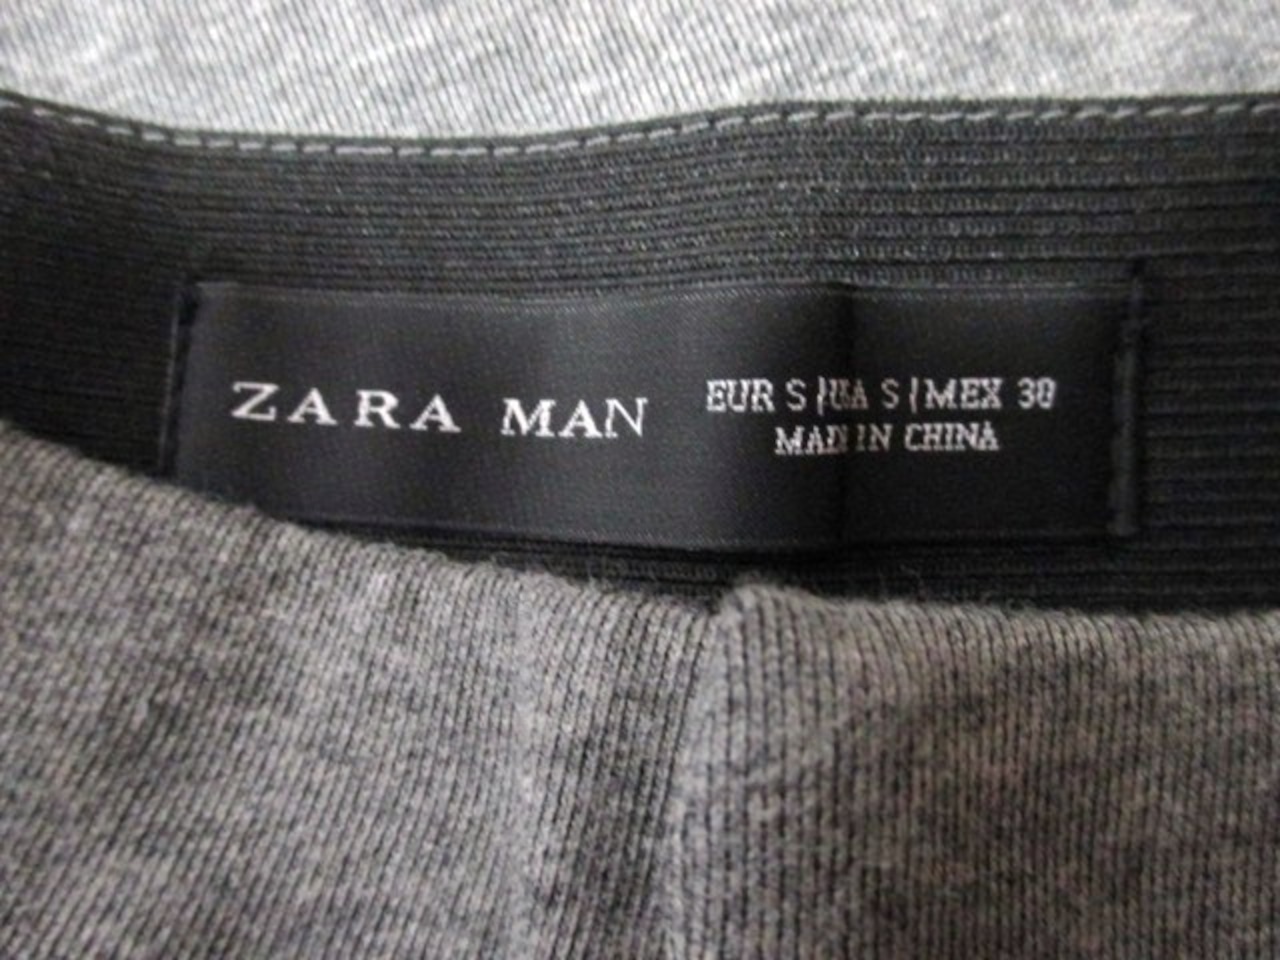 ZARA MAN
EUR S | USA S | MEX 30
MADE IN CHINA